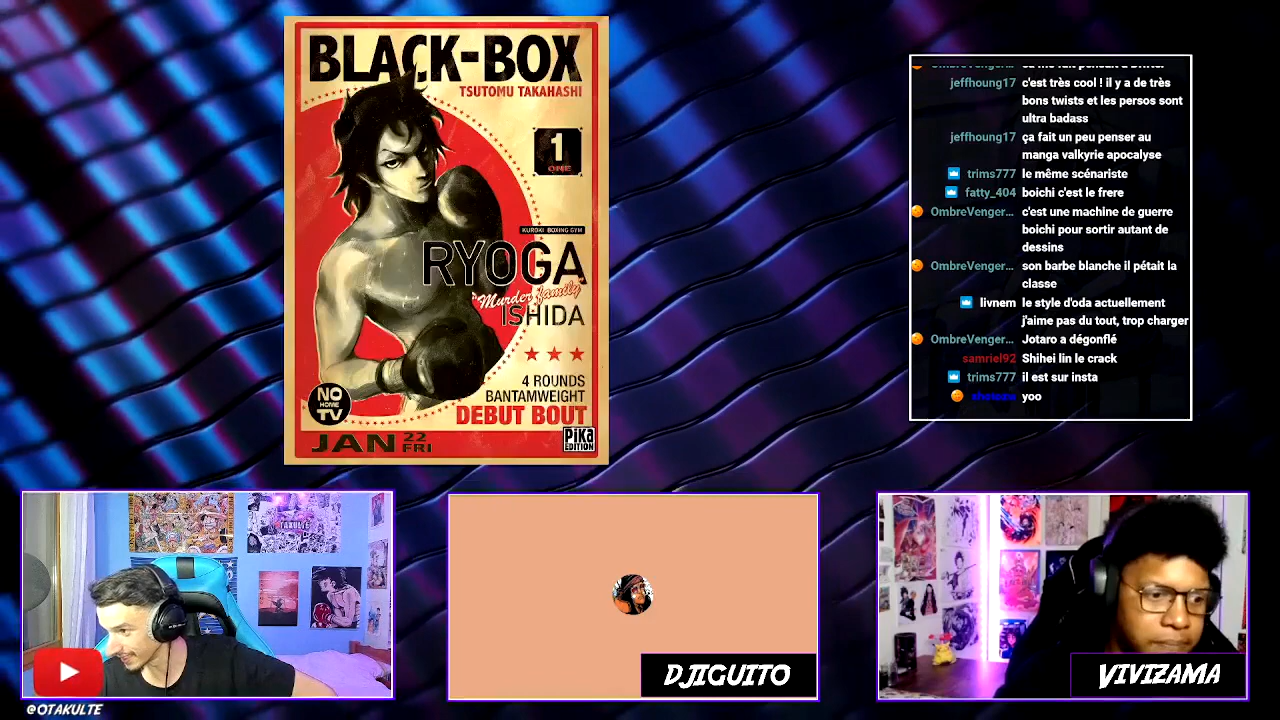 BLACK-BOX
TSUTOMU TAKAHASHI
1
ONE
KUROKI BOXING GYM
RYOGA
"Murder family"
ISHIDA
4 ROUNDS
BANTAMWEIGHT
DEBUT BOUT
NO
HOME
TV
JAN 22
FRI
Pika
EDITION
jeffhoung17 c'est très cool ! il y a de très
bons twists et les persos sont
ultra badass
jeffhoung17 ça fait un peu penser au
manga valkyrie apocalyse
trims777 le même scénariste
fatty_404 boichi c'est le frere
OmbreVenger... c'est une machine de guerre
boichi pour sortir autant de
dessins
OmbreVenger... son barbe blanche il pétait la
classe
livnem le style d'oda actuellement
j'aime pas du tout, trop charger
OmbreVenger... Jotaro a dégonflé
samriel92 Shihei lin le crack
trims777 il est sur insta
yoo
TAKULTE
@OTAKULTE
DJIGUITO
VIVIZAMA